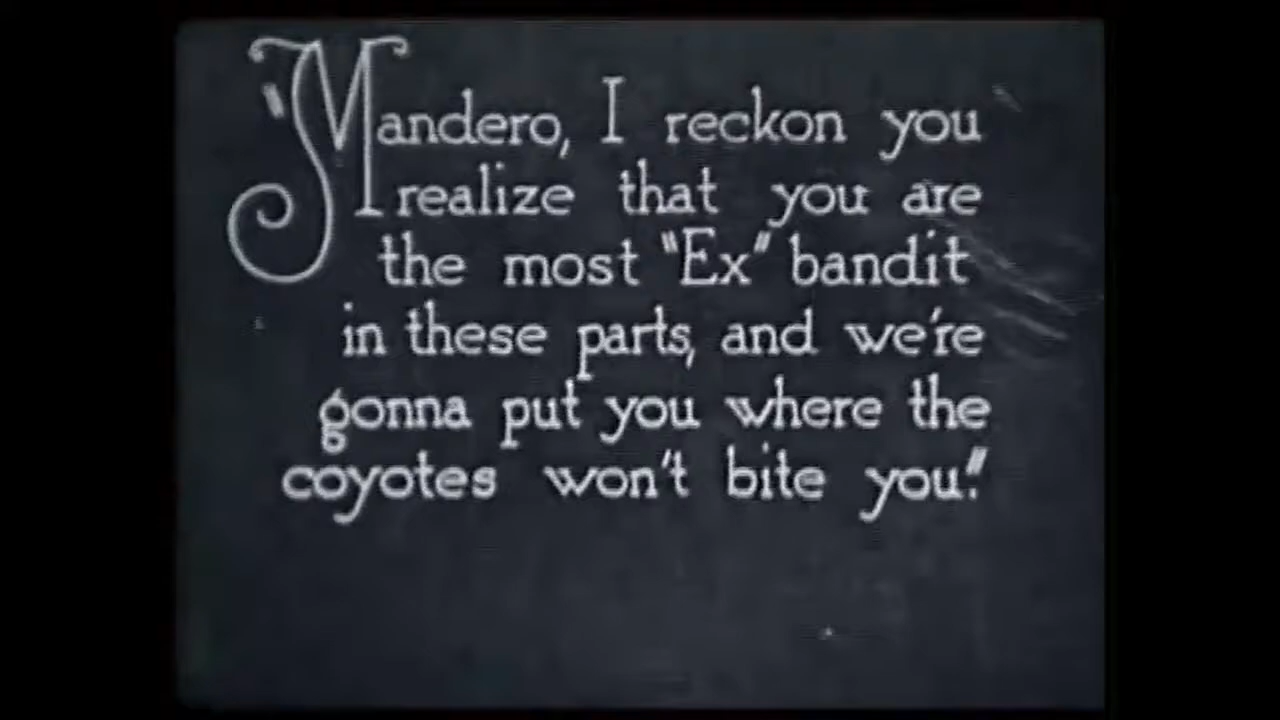 "Mandero, I reckon you
realize that you are
the most "Ex" bandit
in these parts, and we're
gonna put you where the
coyotes won't bite you."